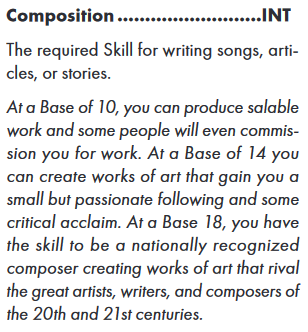 Composition..........................INT
The required Skill for writing songs, arti-
cles, or stories.
At a Base of 10, you can produce salable
work and some people will even commis-
sion you for work. At a Base of 14 you
can create works of art that gain you a
small but passionate following and some
critical acclaim. At a Base 18, you have
the skill to be a nationally recognized
composer creating works of art that rival
the great artists, writers, and composers of
the 20th and 21st centuries.